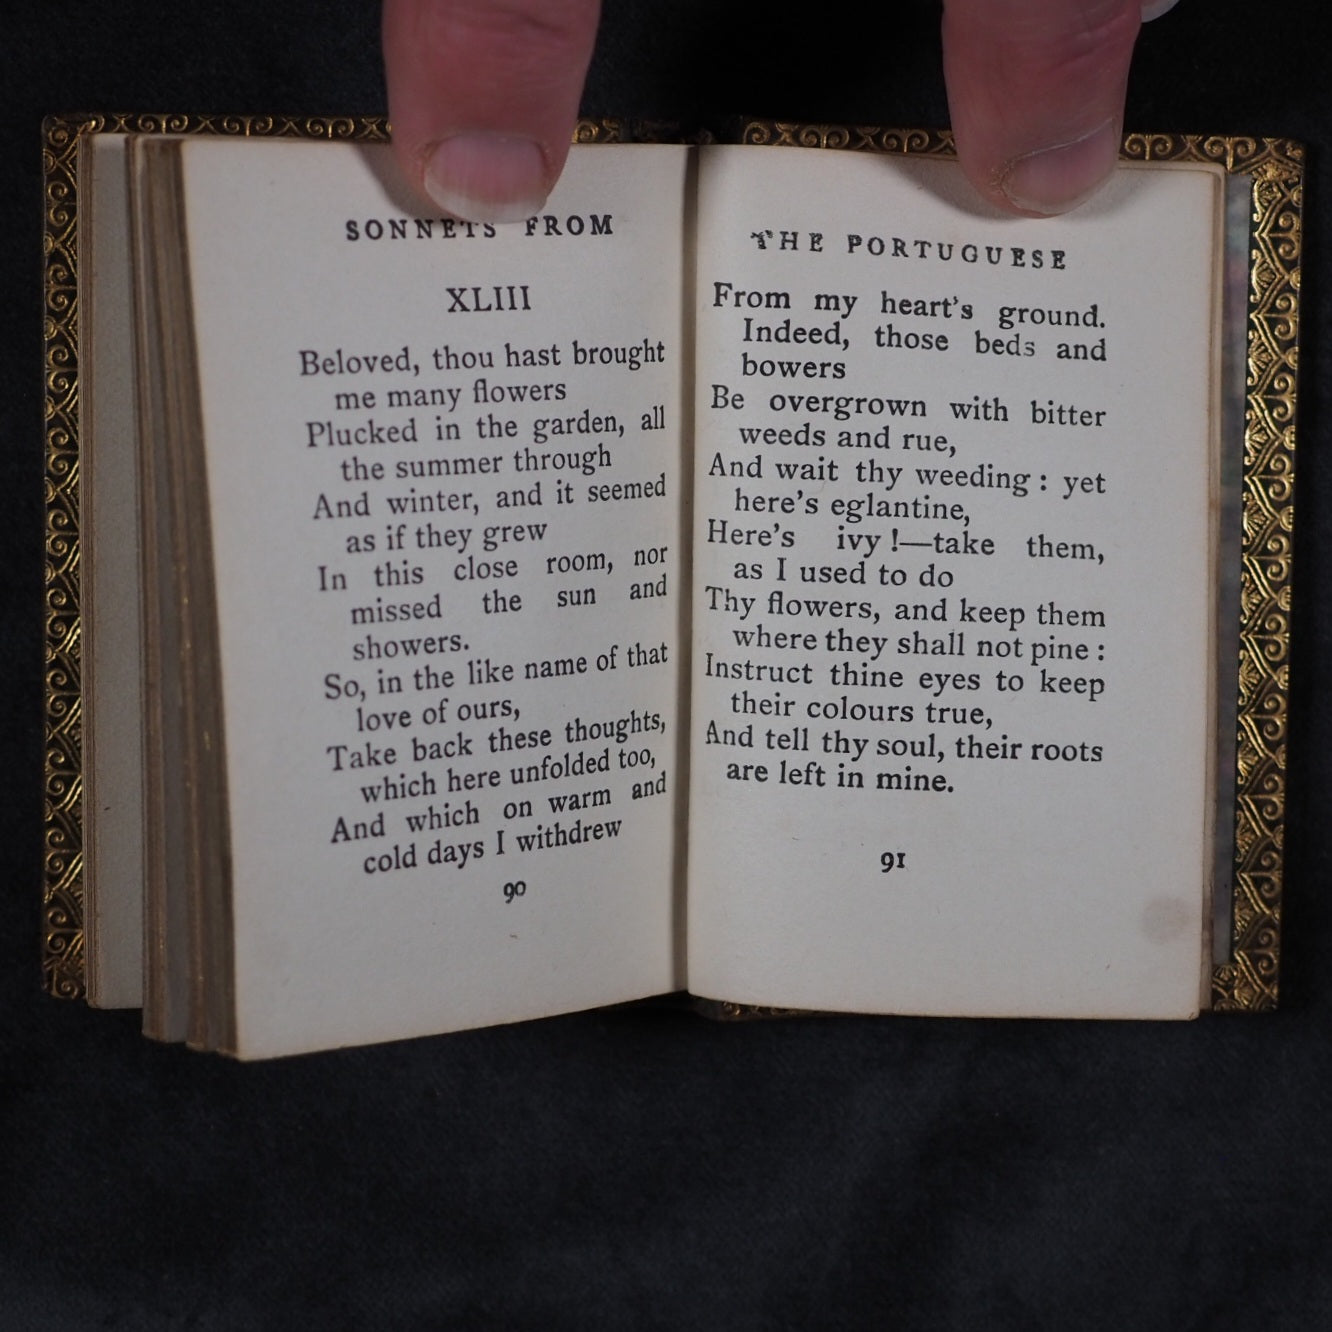 SONNETS FROM
XLIII
Beloved, thou hast brought
me many flowers
Plucked in the garden, all
the summer through
And winter, and it seemed
as if they grew
In this close room, nor
missed the sun and
showers.
So, in the like name of that
love of ours,
Take back these thoughts,
which here unfolded too,
And which on warm and
cold days I withdrew
90
THE PORTUGUESE
From my heart's ground.
Indeed, those beds and
bowers
Be overgrown with bitter
weeds and rue,
And wait thy weeding : yet
here's eglantine,
Here's ivy !—take them,
as I used to do
Thy flowers, and keep them
where they shall not pine :
Instruct thine eyes to keep
their colours true,
And tell thy soul, their roots
are left in mine.
91